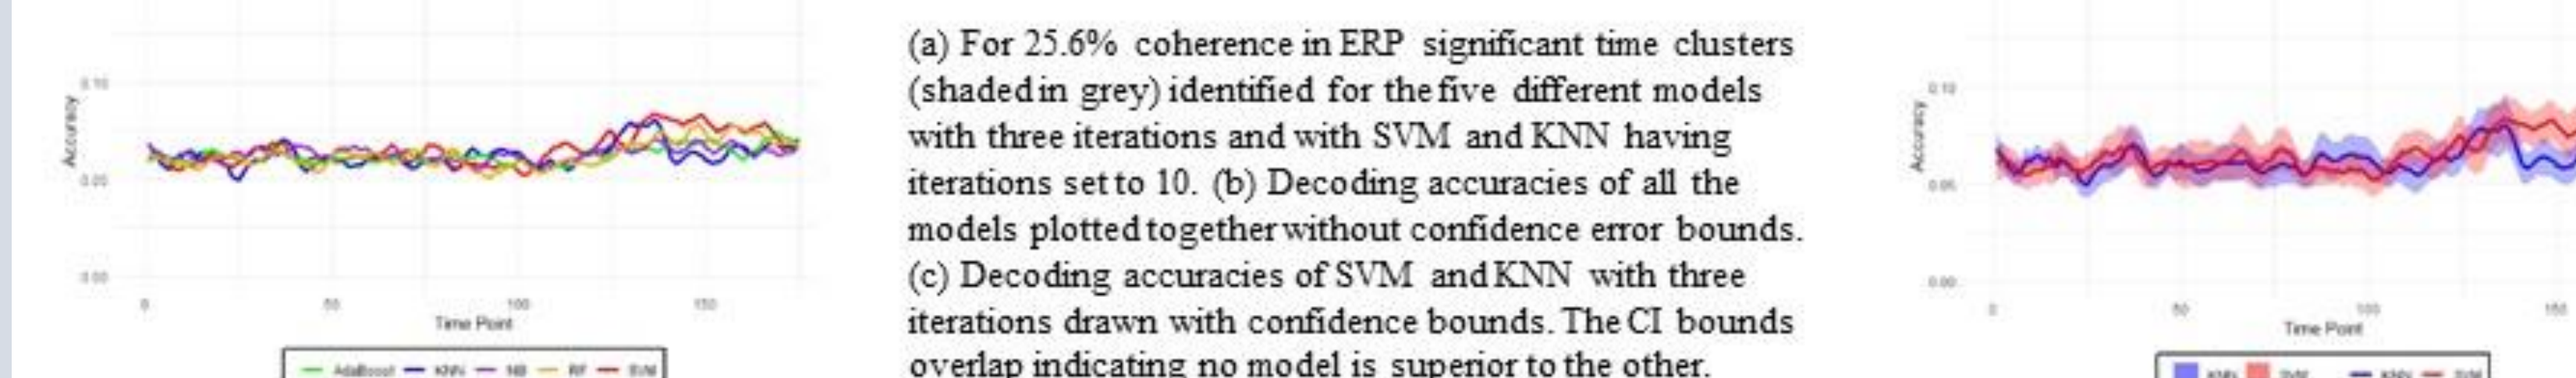 0.10
0.05
0.00
Accuracy
0
50
100
150
Time Point
AdaBoost KNN NB RF SVM
(a) For 25.6% coherence in ERP significant time clusters
(shaded in grey) identified for the five different models
with three iterations and with SVM and KNN having
iterations set to 10. (b) Decoding accuracies of all the
models plotted together without confidence error bounds.
(c) Decoding accuracies of SVM and KNN with three
iterations drawn with confidence bounds. The CI bounds
overlap indicating no model is superior to the other.
0.10
0.05
0.00
Accuracy
0
50
100
150
Time Point
KNN SVM KNN SVM